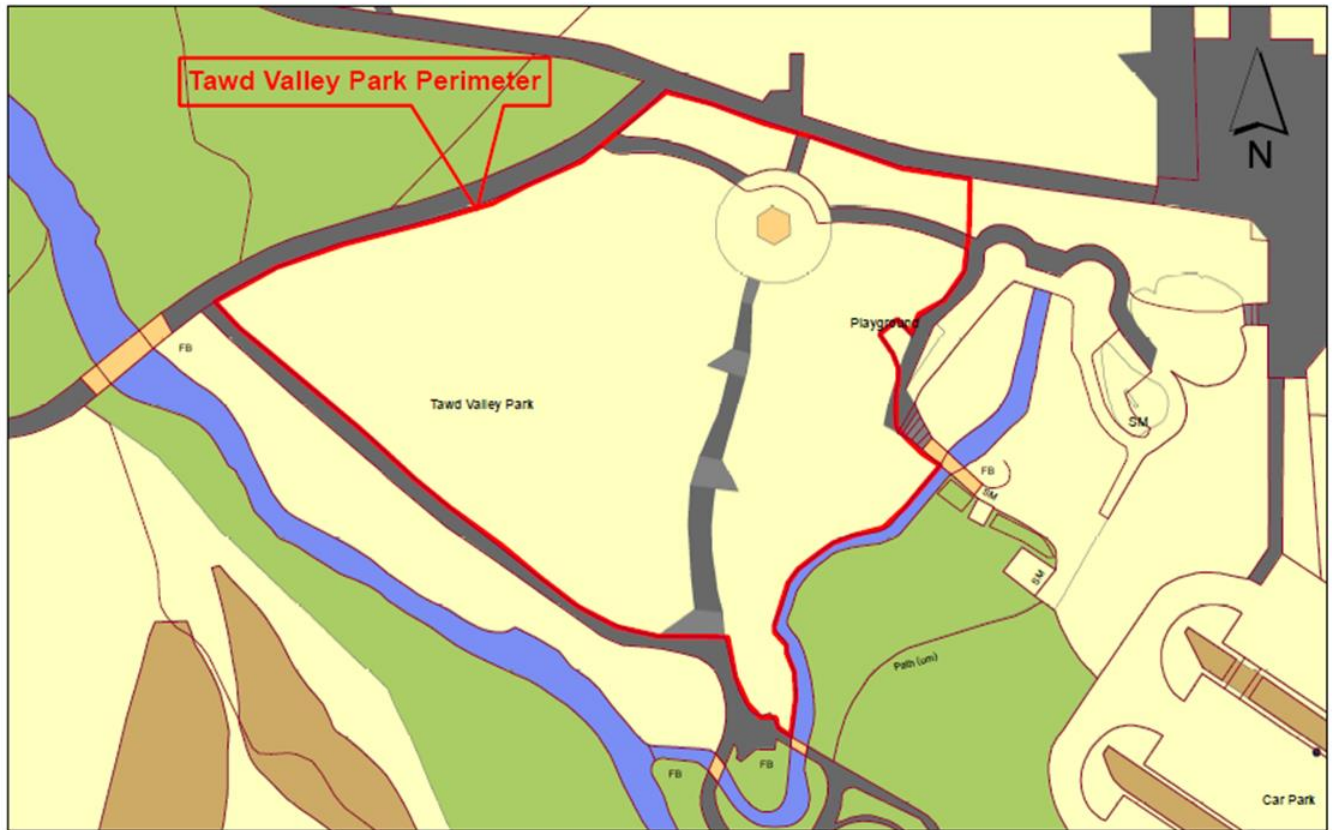 Tawd Valley Park Perimeter
N
Playground
FB
Tawd Valley Park
SM
FB
SM
SM
Path (um)
FB
FB
Car Park